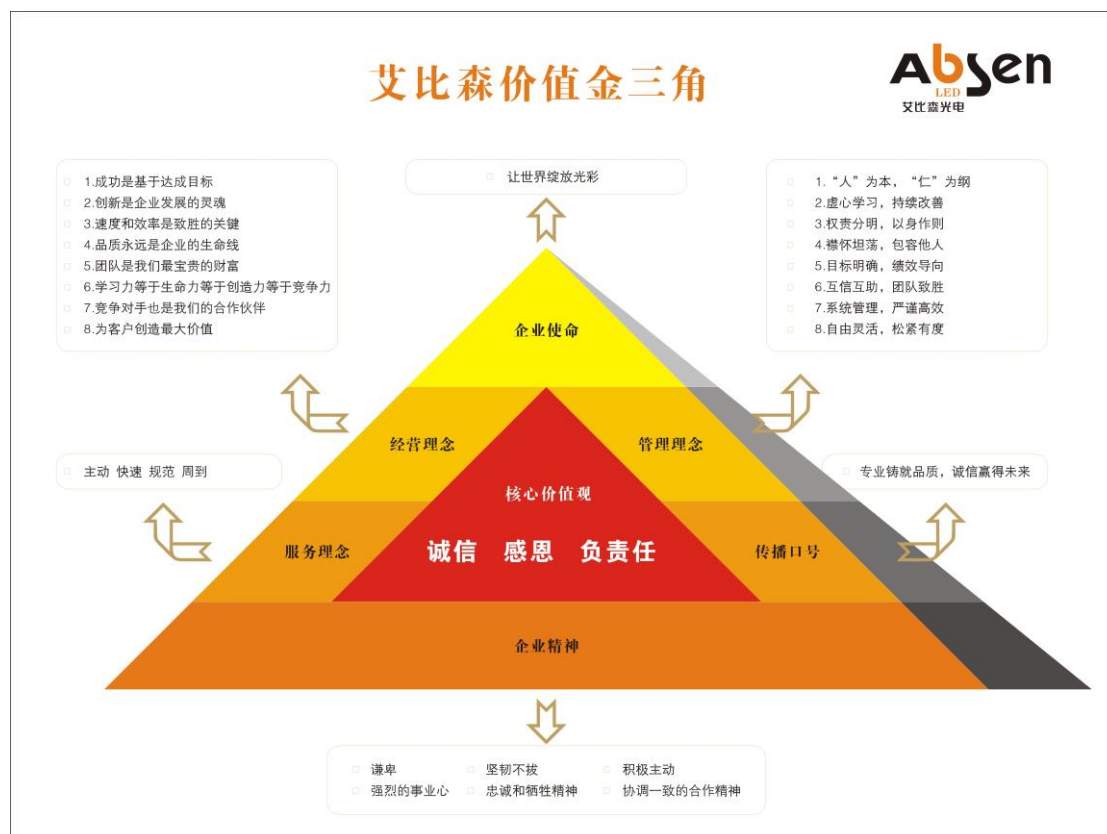 艾比森价值金三角
Absen
LED
艾比森光电
1.成功是基于达成目标
2.创新是企业发展的灵魂
3.速度和效率是致胜的关键
4.品质永远是企业的生命线
5.团队是我们最宝贵的财富
6.学习力等于生命力等于创造力等于竞争力
7.竞争对手也是我们的合作伙伴
8.为客户创造最大价值
让世界绽放光彩
1.“人”为本，“仁”为纲
2.虚心学习，持续改善
3.权责分明，以身作则
4.襟怀坦荡，包容他人
5.目标明确，绩效导向
6.互信互助，团队致胜
7.系统管理，严谨高效
8.自由灵活，松紧有度
企业使命
经营理念
管理理念
主动 快速 规范 周到
专业铸就品质，诚信赢得未来
核心价值观
诚信 感恩 负责任
服务理念
传播口号
企业精神
谦卑 坚韧不拔 积极主动
强烈的事业心 忠诚和牺牲精神 协调一致的合作精神